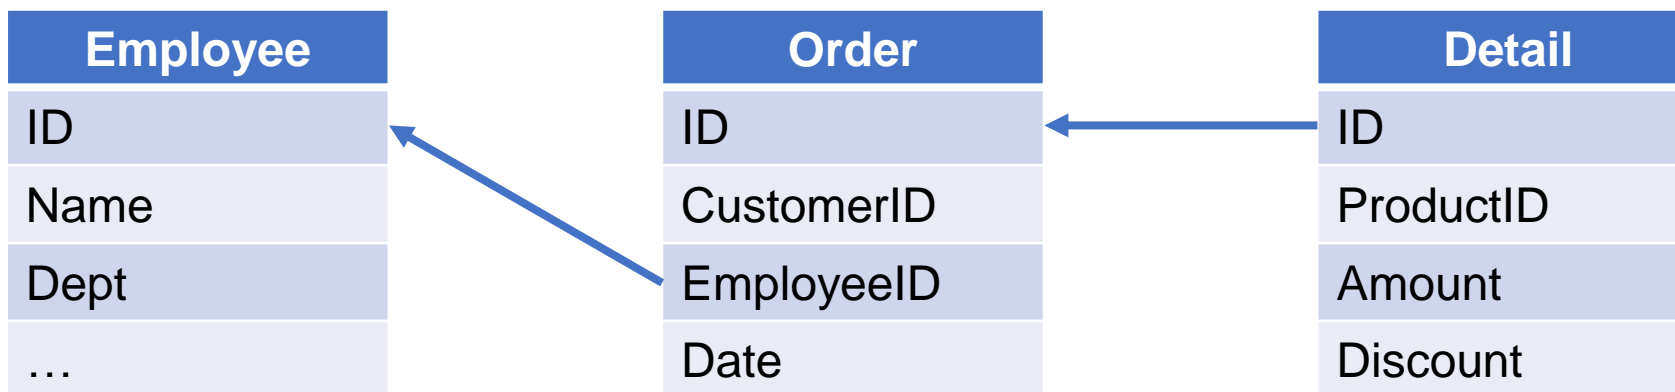 Employee
ID
Name
Dept
…
Order
ID
CustomerID
EmployeeID
Date
Detail
ID
ProductID
Amount
Discount